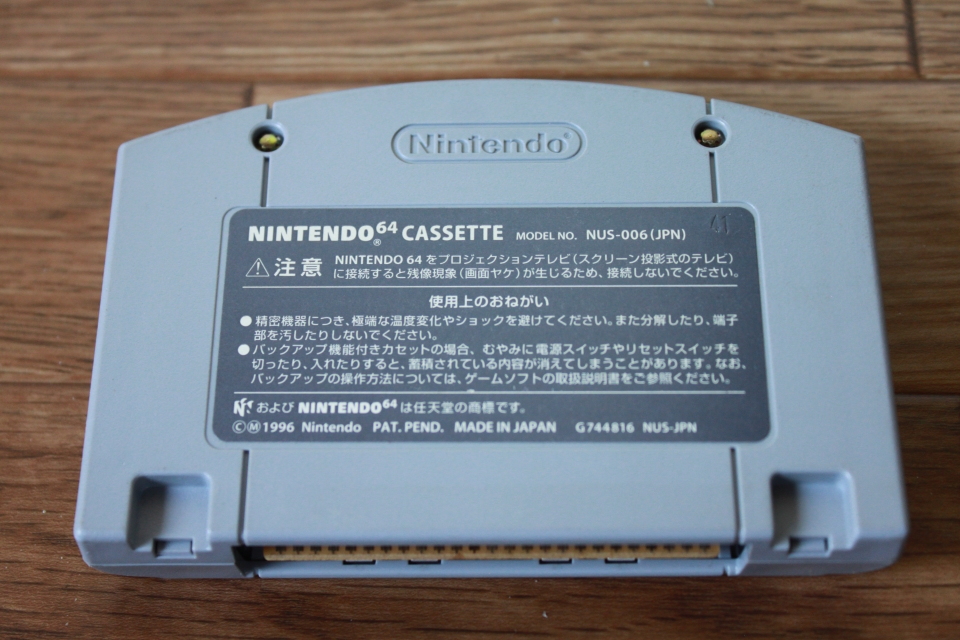 Nintendo®
NINTENDO64® CASSETTE MODEL NO. NUS-006(JPN)
注意 NINTENDO 64をプロジェクションテレビ(スクリーン投影式のテレビ)
に接続すると残像現象(画面ヤケ)が生じるため、接続しないでください。
使用上のおねがい
●精密機器につき、極端な温度変化やショックを避けてください。また分解したり、端子
部を汚したりしないでください。
●バックアップ機能付きカセットの場合、むやみに電源スイッチやリセットスイッチを
切ったり、入れたりすると、蓄積されている内容が消えてしまうことがあります。なお、
バックアップの操作方法については、ゲームソフトの取扱説明書をご参照ください。
および NINTENDO64は任天堂の商標です。
©Ⓜ1996 Nintendo PAT. PEND. MADE IN JAPAN G744816 NUS-JPN